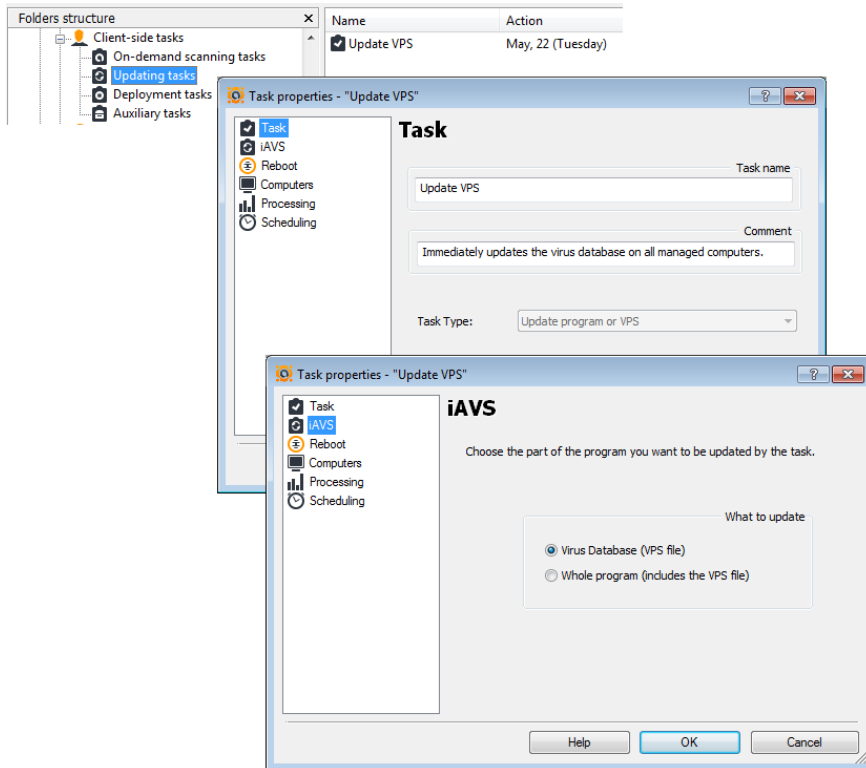 Folders structure
Name Action
Client-side tasks
Update VPS May, 22 (Tuesday)
On-demand scanning tasks
Updating tasks
Deployment tasks
Auxiliary tasks
Task properties - "Update VPS"
Task
iAVS
Reboot
Computers
Processing
Scheduling
Task
Task name
Update VPS
Comment
Immediately updates the virus database on all managed computers.
Task Type: Update program or VPS
Task properties - "Update VPS"
Task
iAVS
Reboot
Computers
Processing
Scheduling
iAVS
Choose the part of the program you want to be updated by the task.
What to update
Virus Database (VPS file)
Whole program (includes the VPS file)
Help OK Cancel